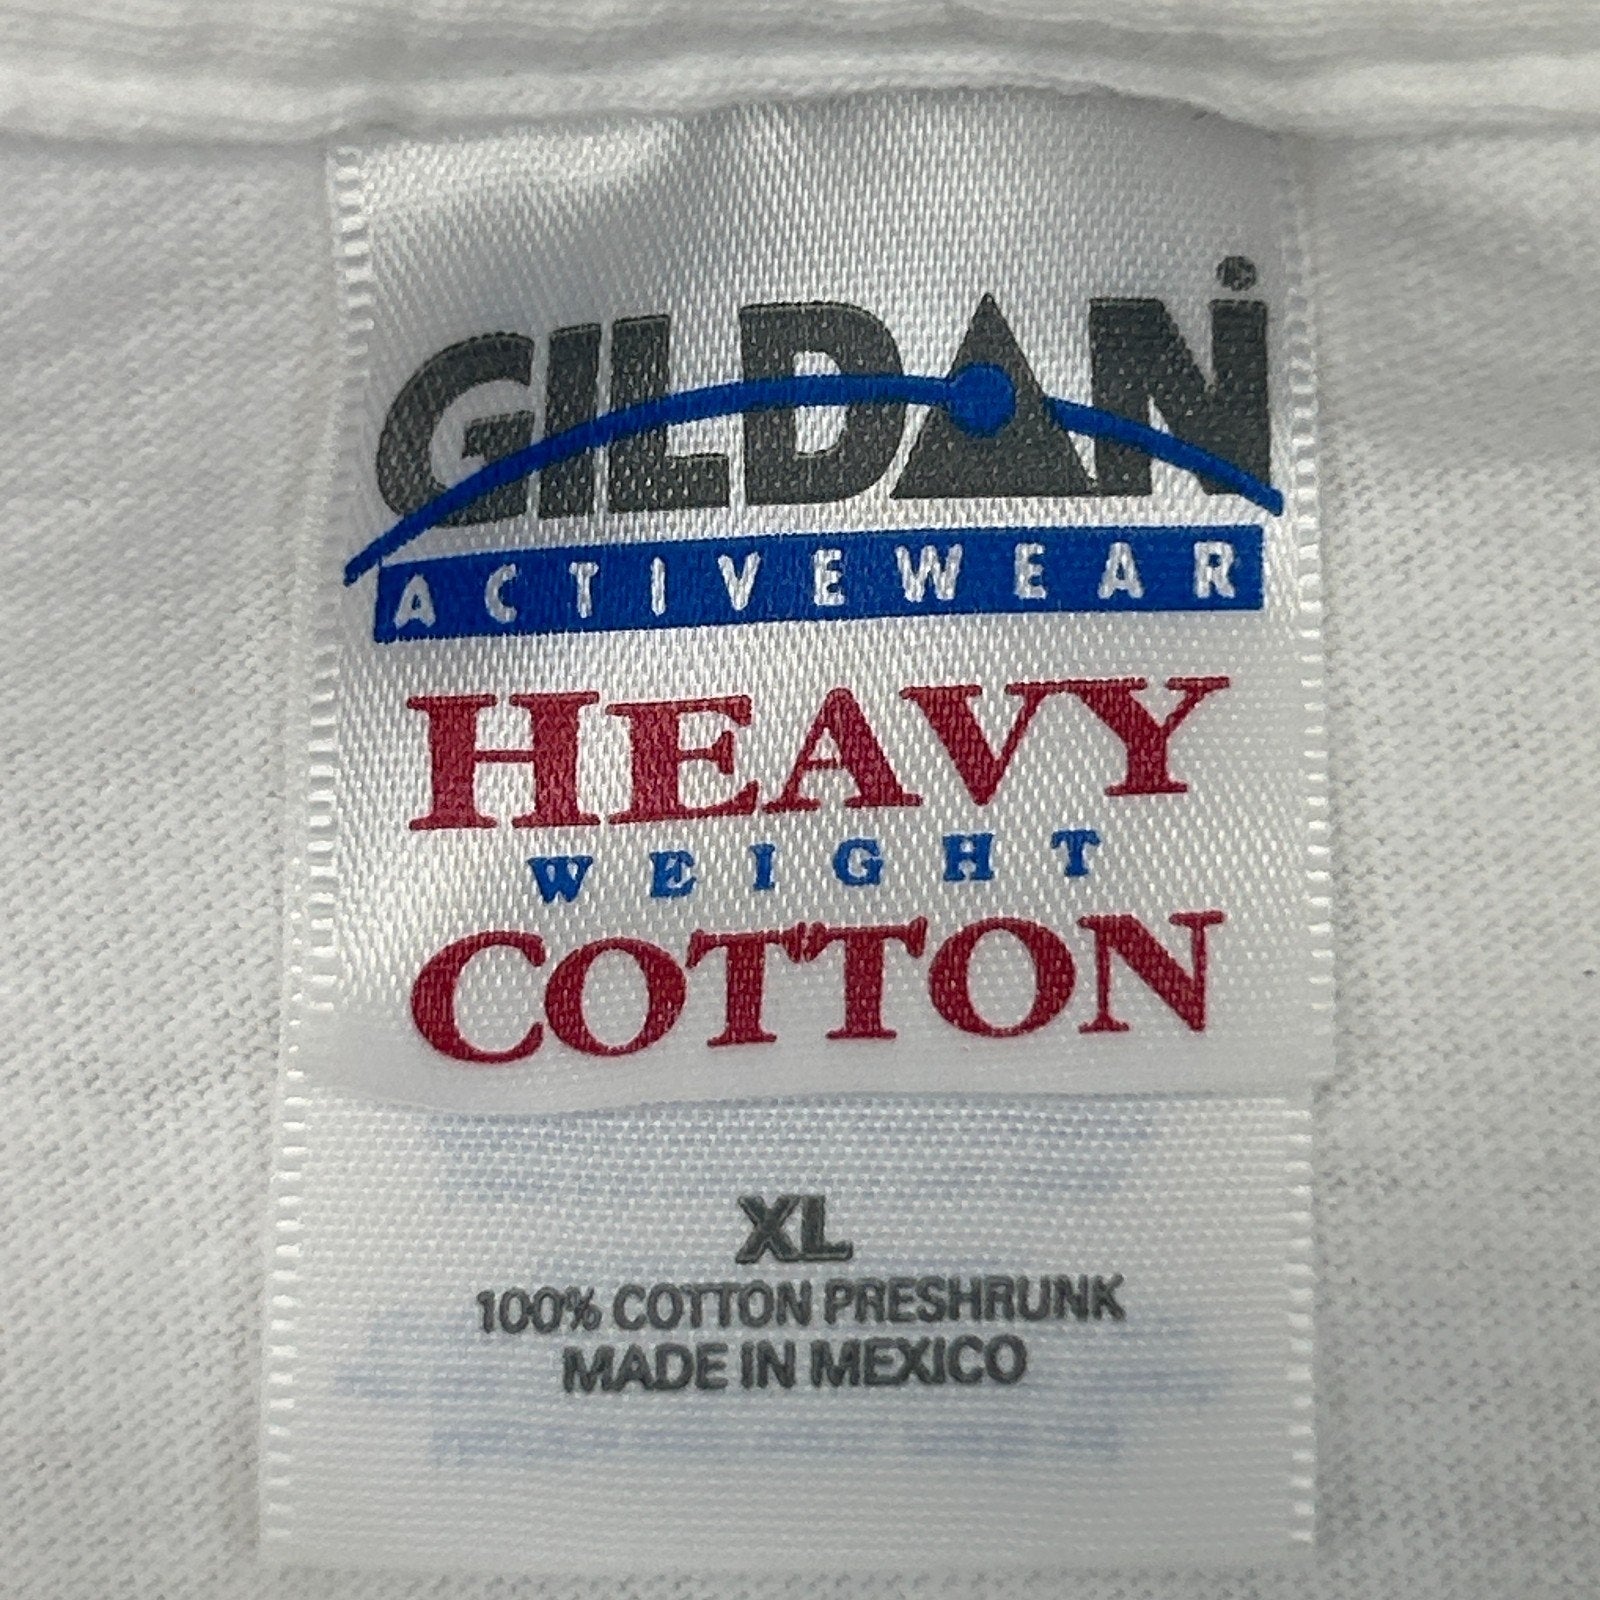 GILDAN®
ACTIVEWEAR
HEAVY
WEIGHT
COTTON
XL
100% COTTON PRESHRUNK
MADE IN MEXICO